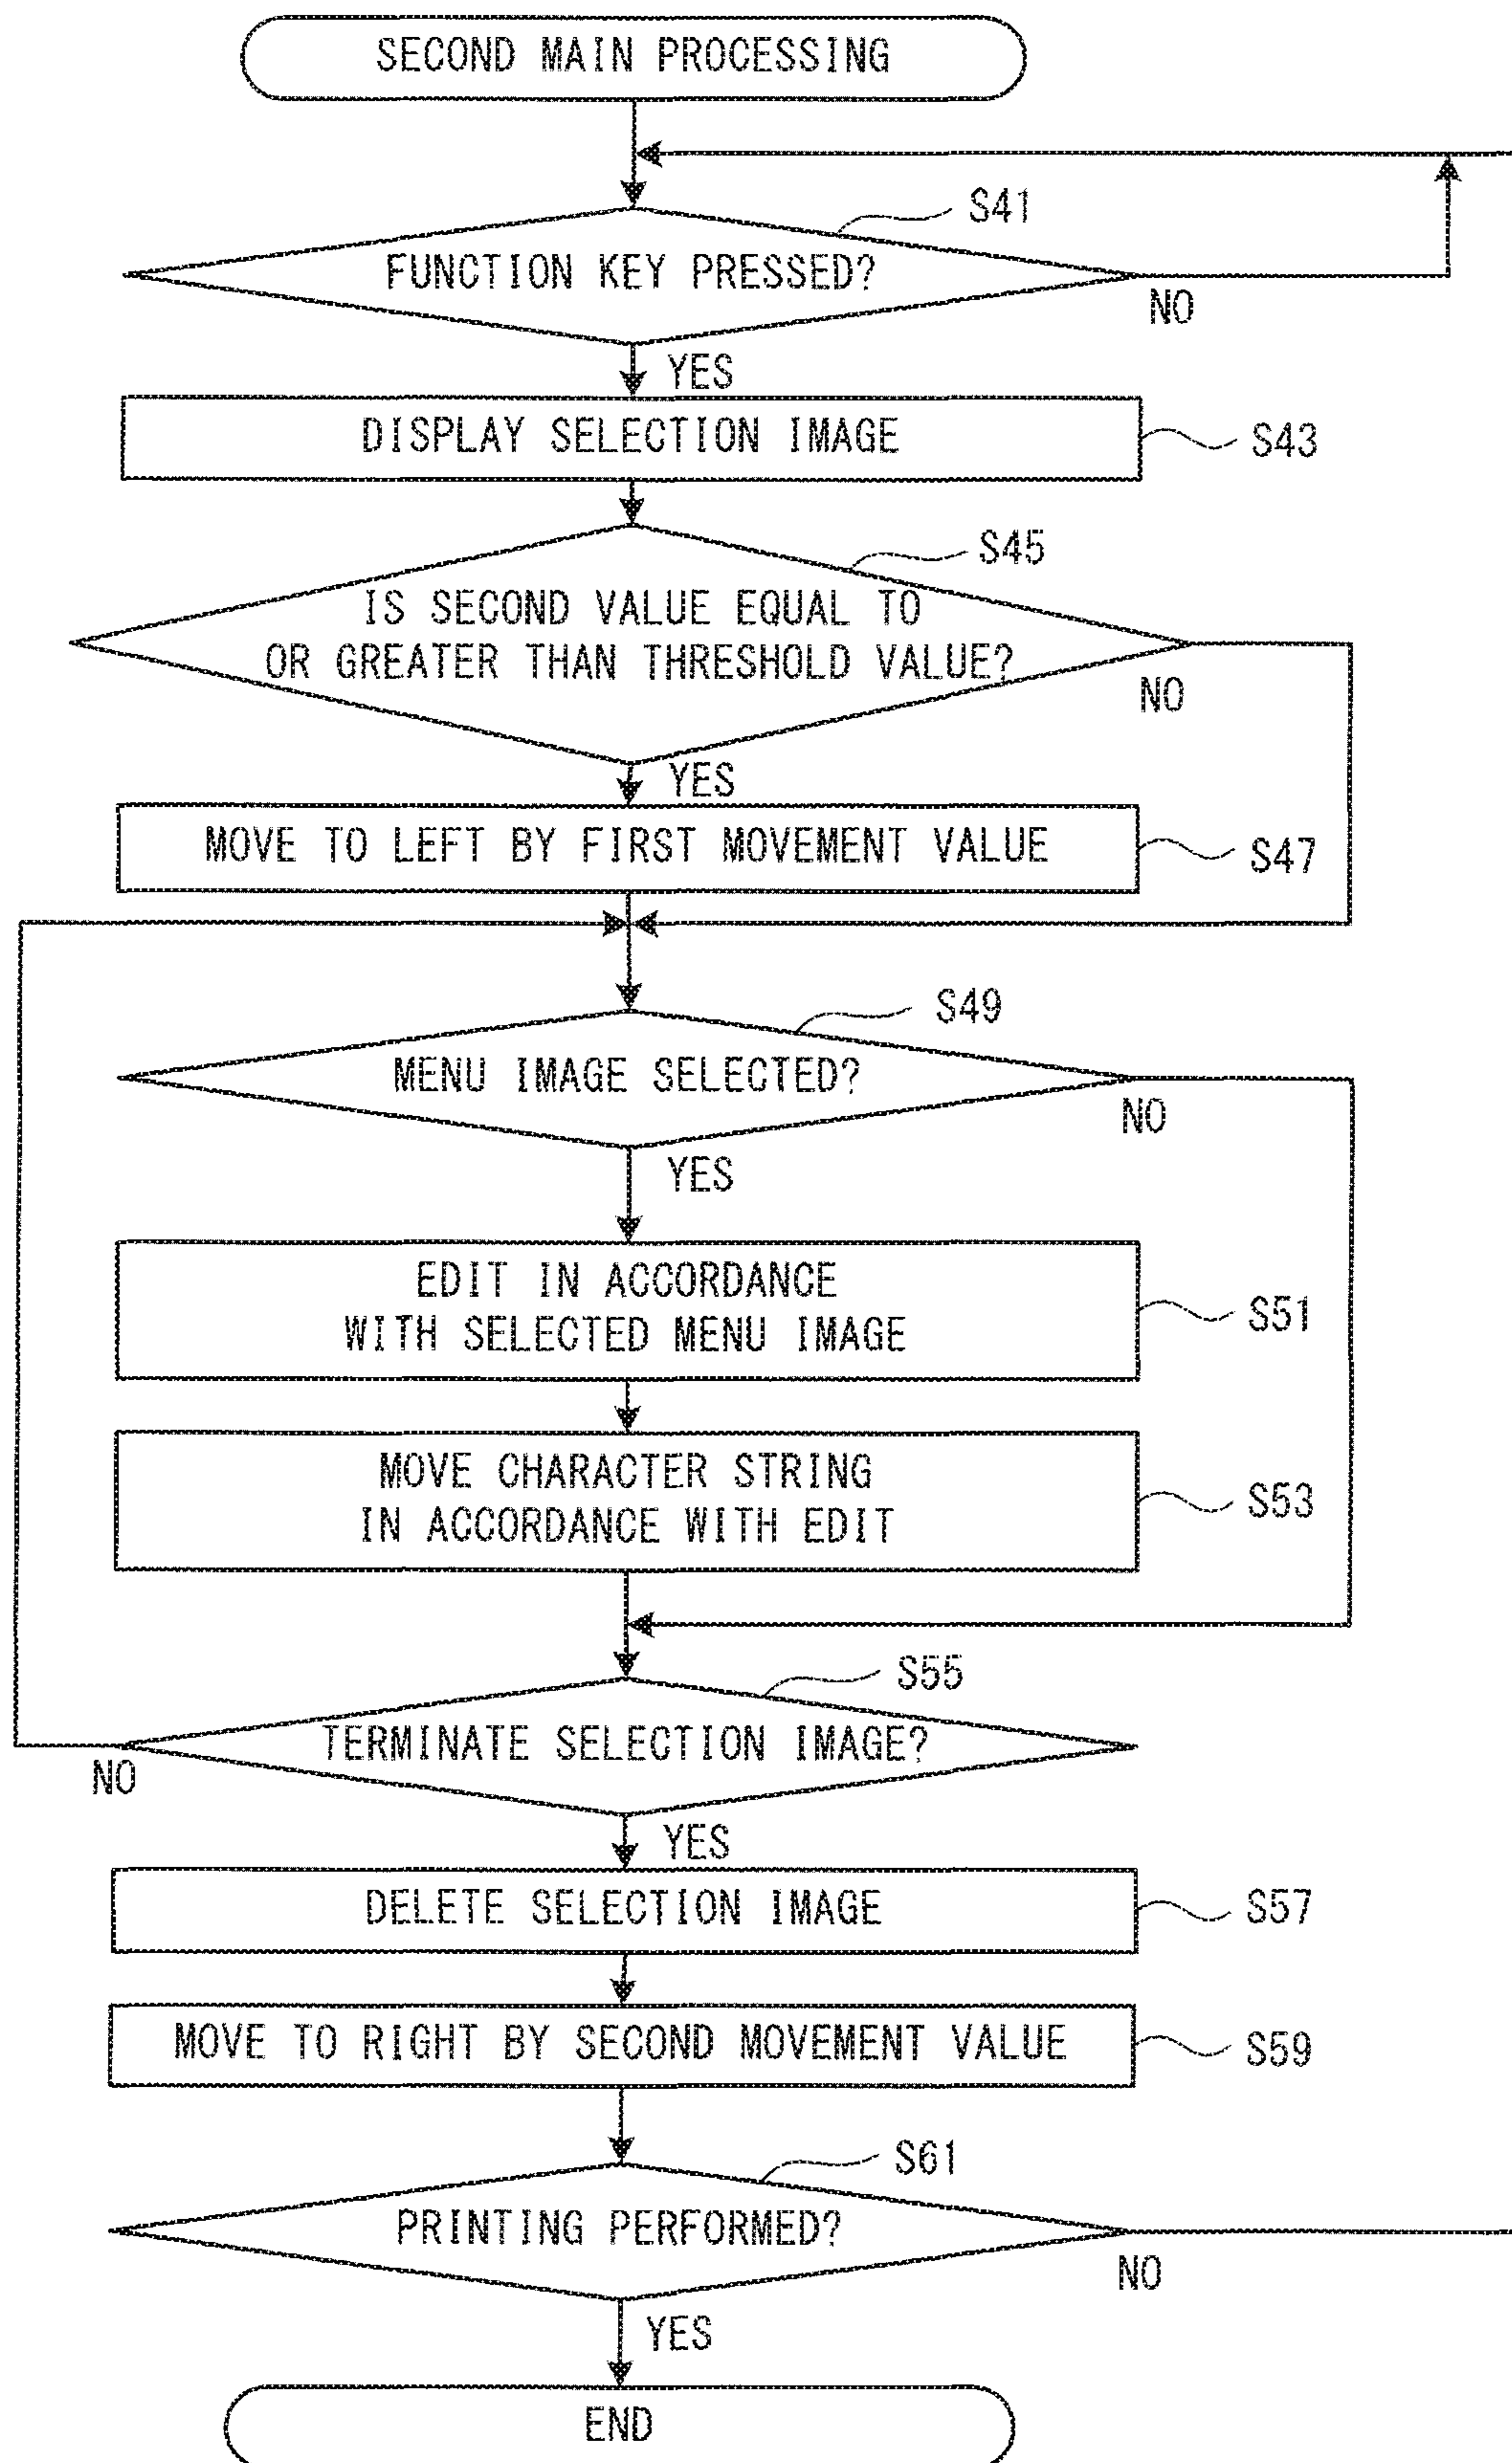 SECOND MAIN PROCESSING
S41
FUNCTION KEY PRESSED?
NO
YES
DISPLAY SELECTION IMAGE
S43
S45
IS SECOND VALUE EQUAL TO
OR GREATER THAN THRESHOLD VALUE?
NO
YES
MOVE TO LEFT BY FIRST MOVEMENT VALUE
S47
S49
MENU IMAGE SELECTED?
NO
YES
EDIT IN ACCORDANCE
WITH SELECTED MENU IMAGE
S51
MOVE CHARACTER STRING
IN ACCORDANCE WITH EDIT
S53
S55
TERMINATE SELECTION IMAGE?
NO
YES
DELETE SELECTION IMAGE
S57
MOVE TO RIGHT BY SECOND MOVEMENT VALUE
S59
S61
PRINTING PERFORMED?
NO
YES
END